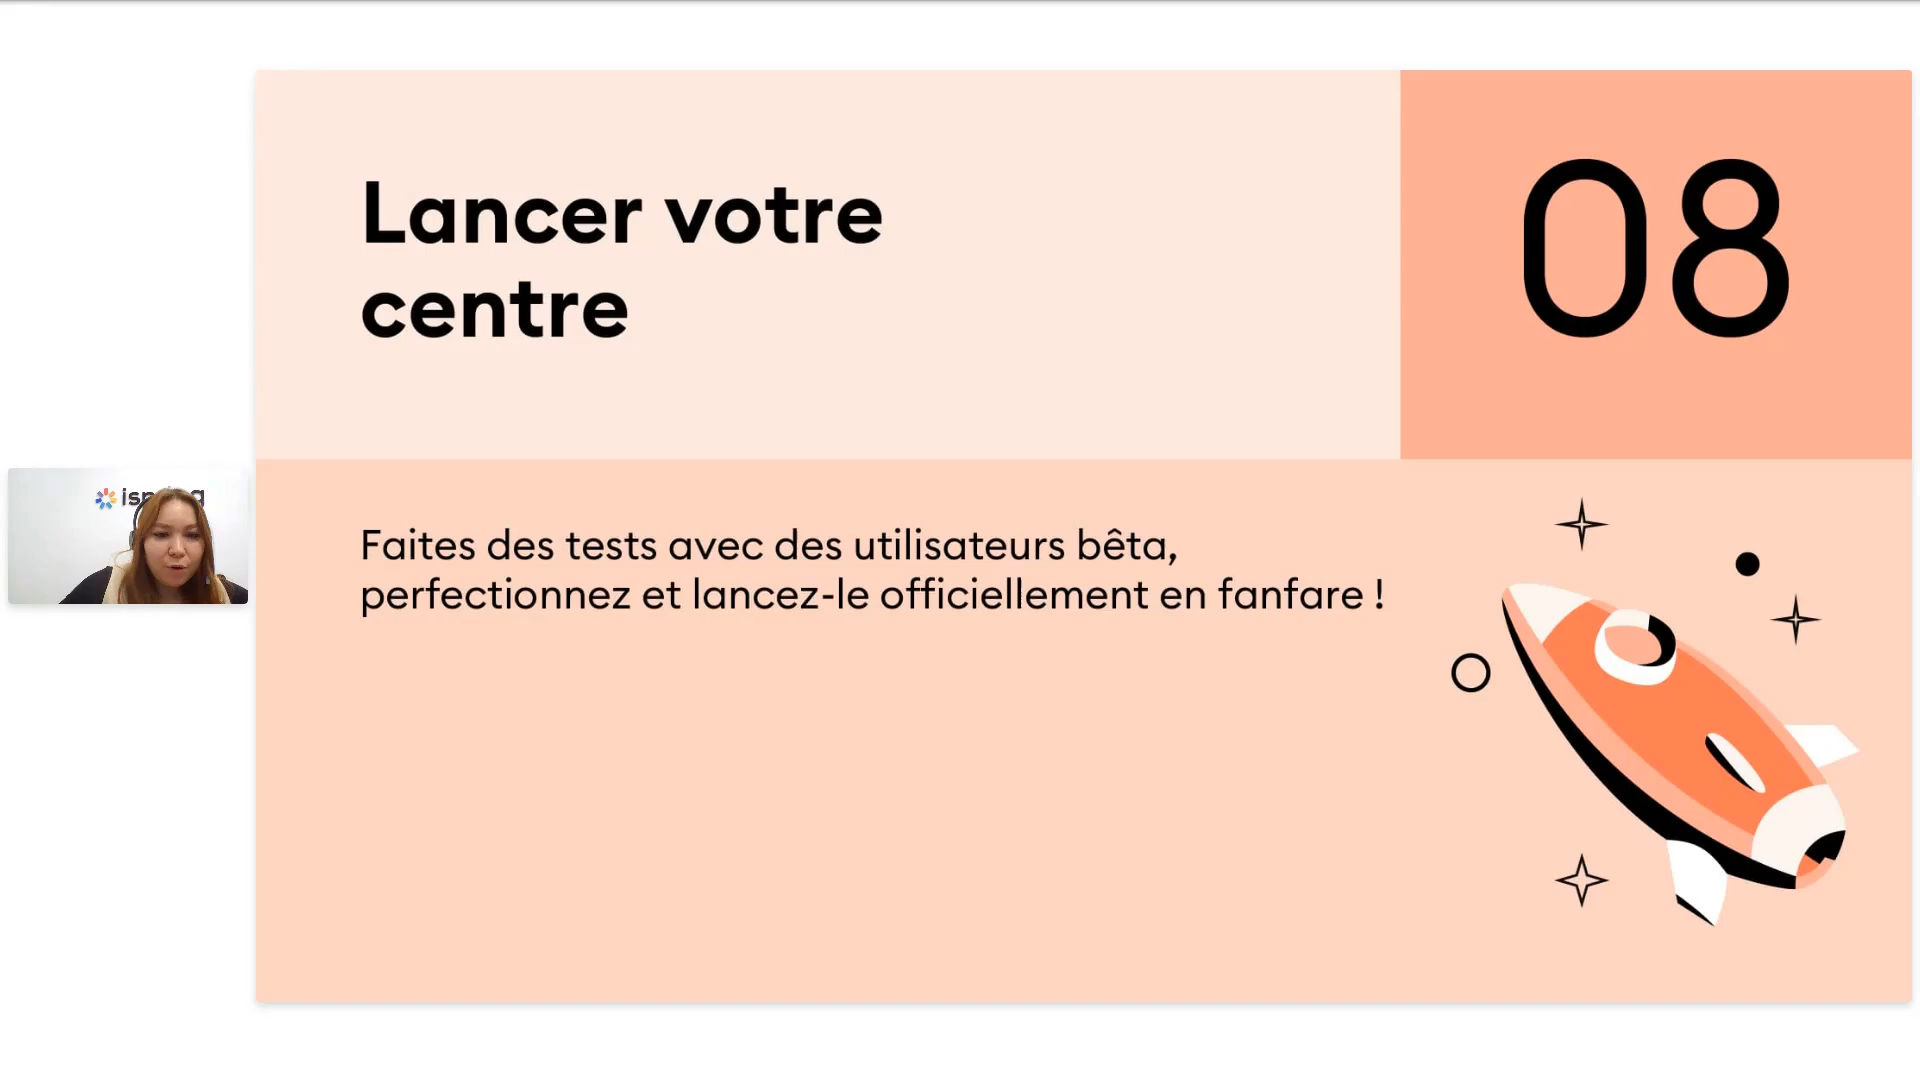 Lancer votre
centre
08
Faites des tests avec des utilisateurs bêta,
perfectionnez et lancez-le officiellement en fanfare !